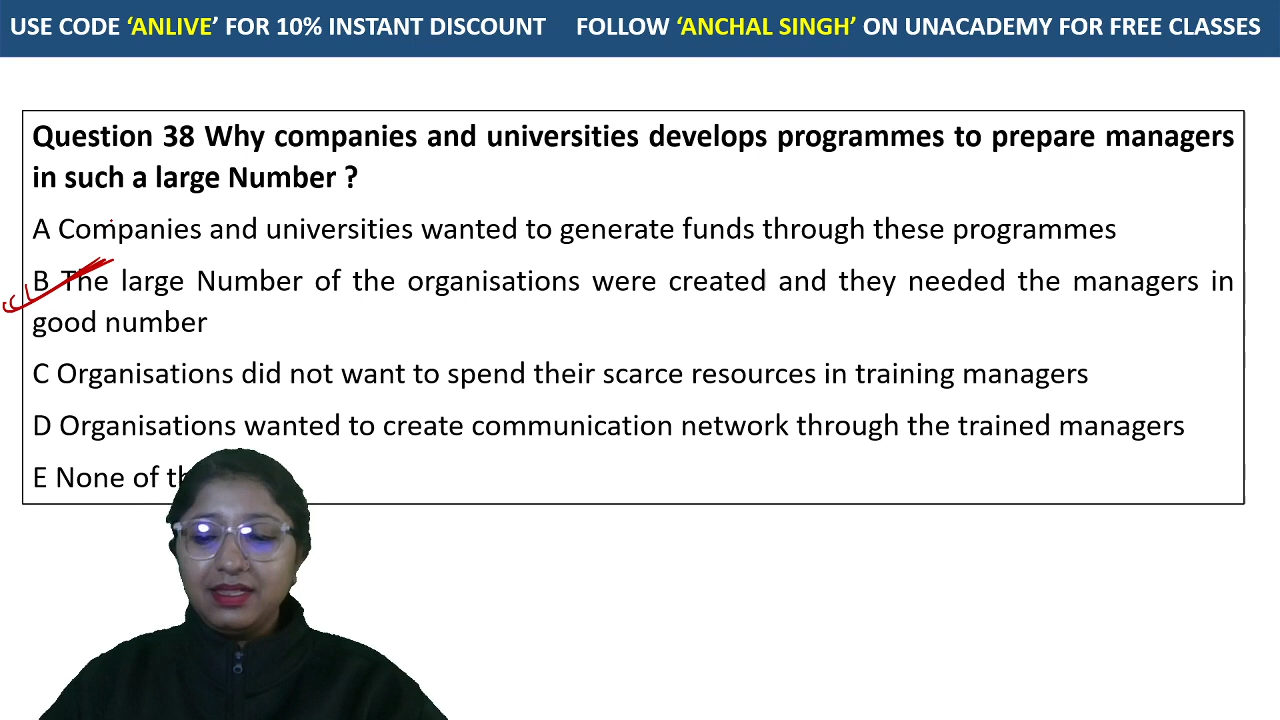 USE CODE ‘ANLIVE’ FOR 10% INSTANT DISCOUNT FOLLOW ‘ANCHAL SINGH’ ON UNACADEMY FOR FREE CLASSES
Question 38 Why companies and universities develops programmes to prepare managers
in such a large Number ?
A Companies and universities wanted to generate funds through these programmes
B The large Number of the organisations were created and they needed the managers in
good number
C Organisations did not want to spend their scarce resources in training managers
D Organisations wanted to create communication network through the trained managers
E None of